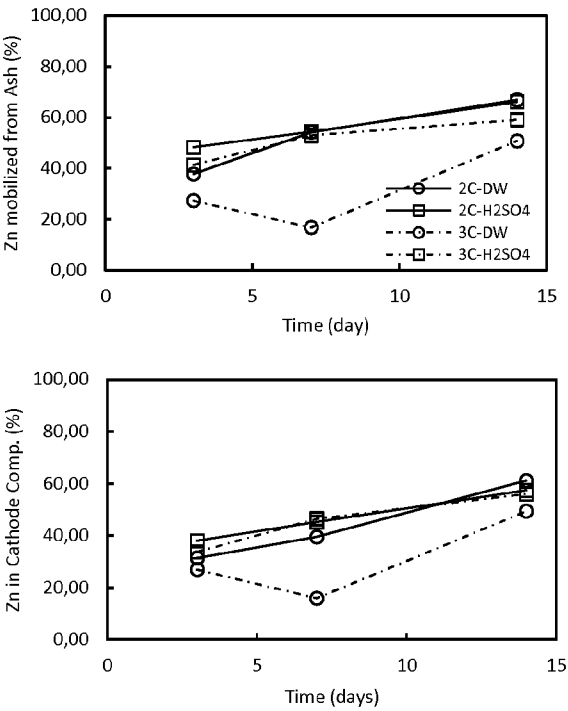 Zn mobilized from Ash (%)
100,00
80,00
60,00
40,00
20,00
0,00
2C-DW
2C-H2SO4
3C-DW
3C-H2SO4
0 5 10 15
Time (day)
Zn in Cathode Comp. (%)
100,00
80,00
60,00
40,00
20,00
0,00
0 5 10 15
Time (days)